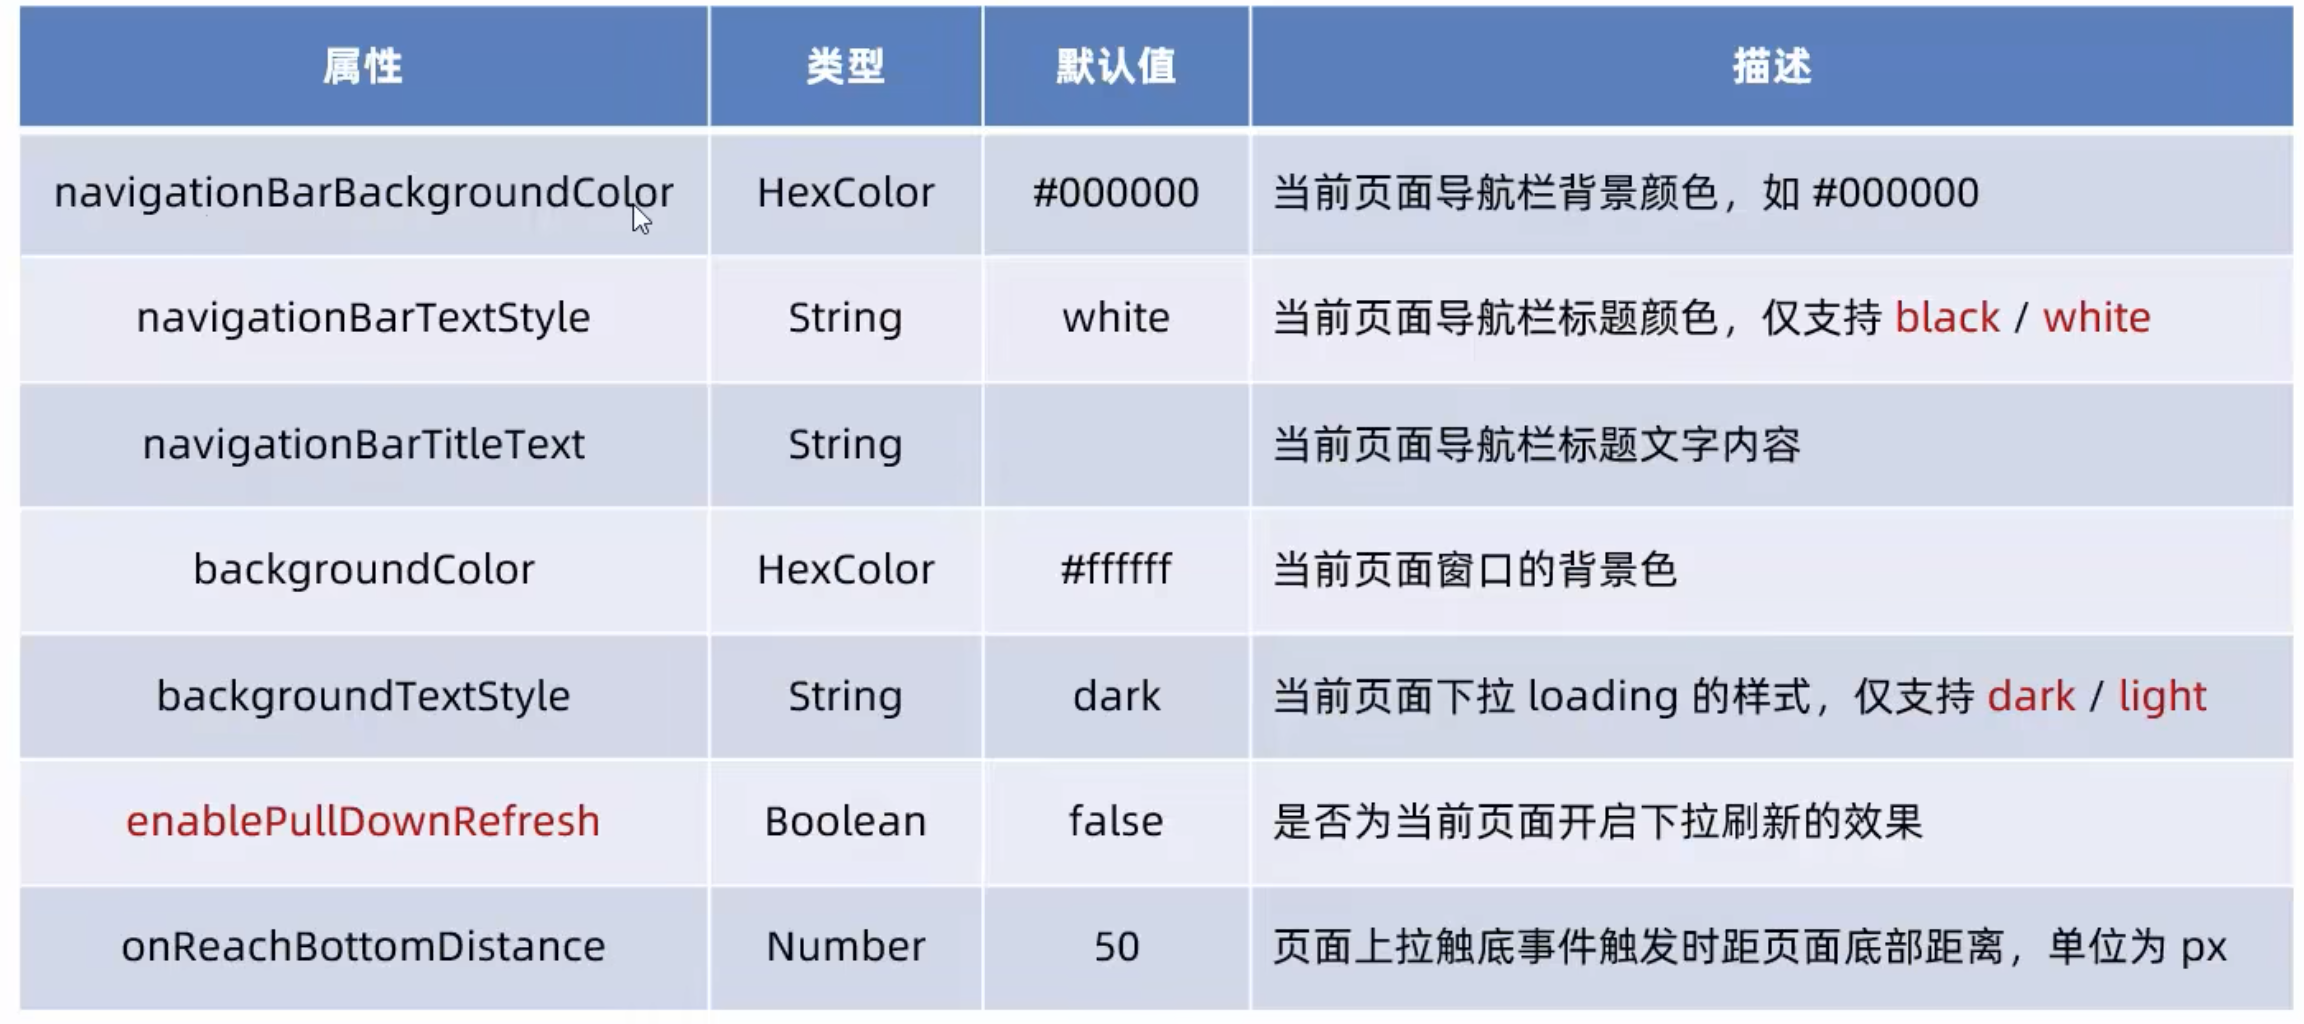 属性 类型 默认值 描述
navigationBarBackgroundColor HexColor #000000 当前页面导航栏背景颜色，如 #000000
navigationBarTextStyle String white 当前页面导航栏标题颜色，仅支持 black / white
navigationBarTitleText String 当前页面导航栏标题文字内容
backgroundColor HexColor #ffffff 当前页面窗口的背景色
backgroundTextStyle String dark 当前页面下拉 loading 的样式，仅支持 dark / light
enablePullDownRefresh Boolean false 是否为当前页面开启下拉刷新的效果
onReachBottomDistance Number 50 页面上拉触底事件触发时距页面底部距离，单位为 px